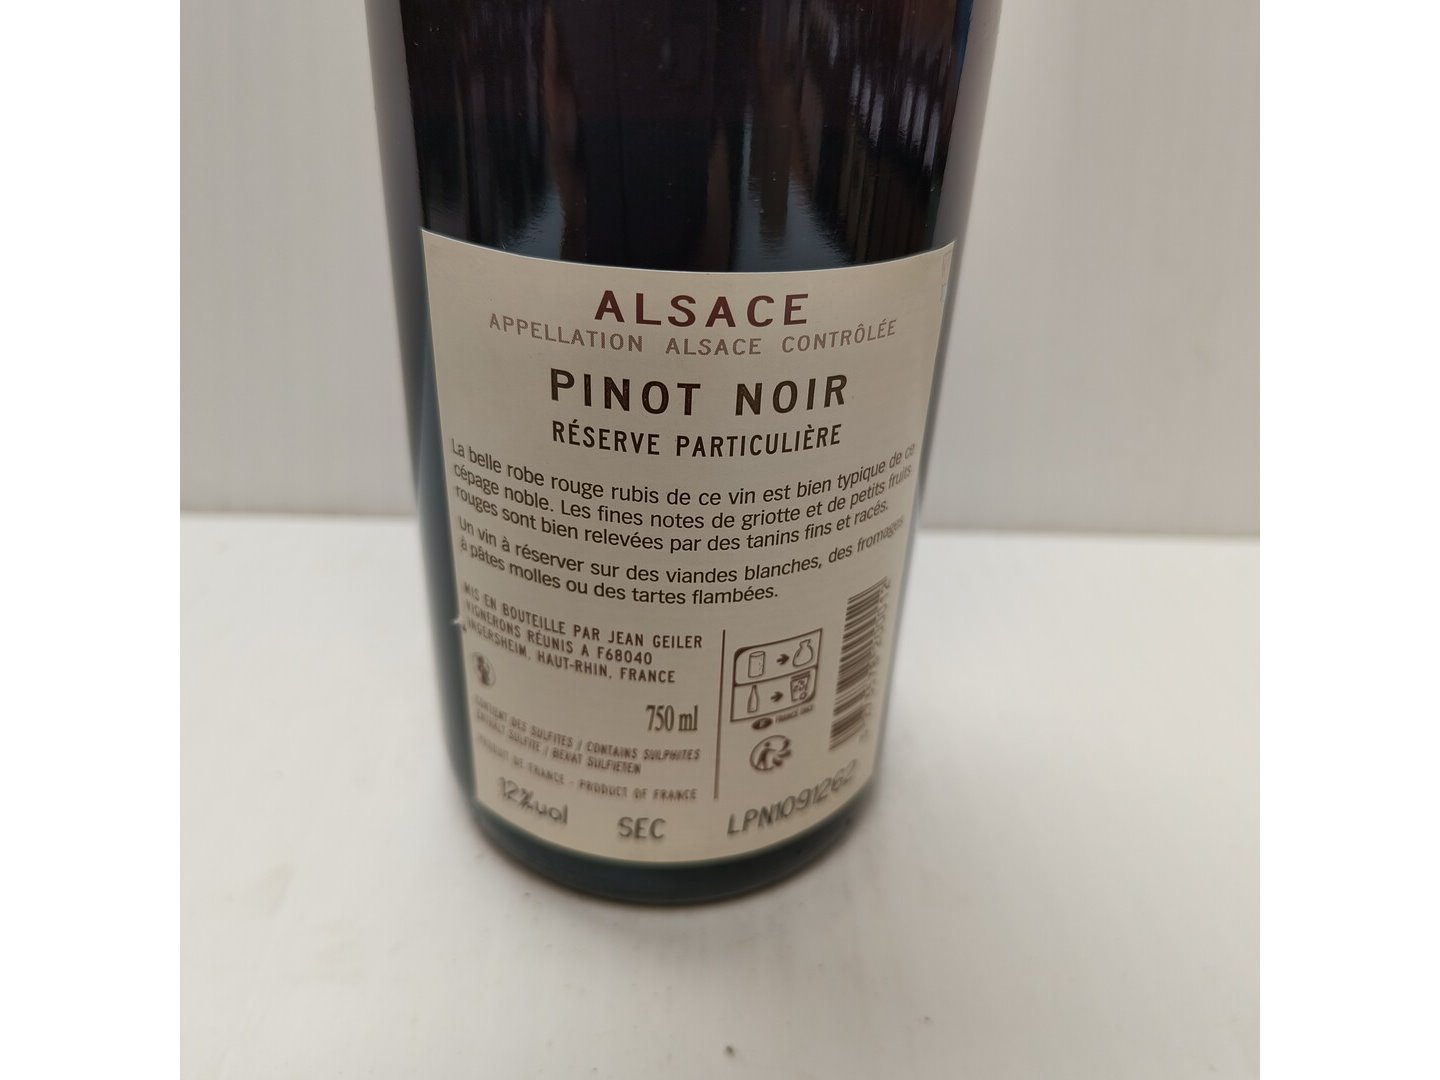 ALSACE
APPELLATION ALSACE CONTRÔLÉE
PINOT NOIR
RÉSERVE PARTICULIÈRE
La belle robe rouge rubis de ce vin est bien typique de ce
cépage noble. Les fines notes de griotte et de petits fruits
rouges sont bien relevées par des tanins fins et racés.
Un vin à réserver sur des viandes blanches, des fromages
à pâtes molles ou des tartes flambées.
MIS EN BOUTEILLE PAR JEAN GEILER
VIGNERONS RÉUNIS A F68040
INGERSHEIM, HAUT-RHIN, FRANCE
750 ml
CONTIENT DES SULFITES / CONTAINS SULPHITES
ENTHÄLT SULFITE / BEVAT SULFIETEN
PRODUIT DE FRANCE - PRODUCT OF FRANCE
12%vol
SEC
LPN1091262